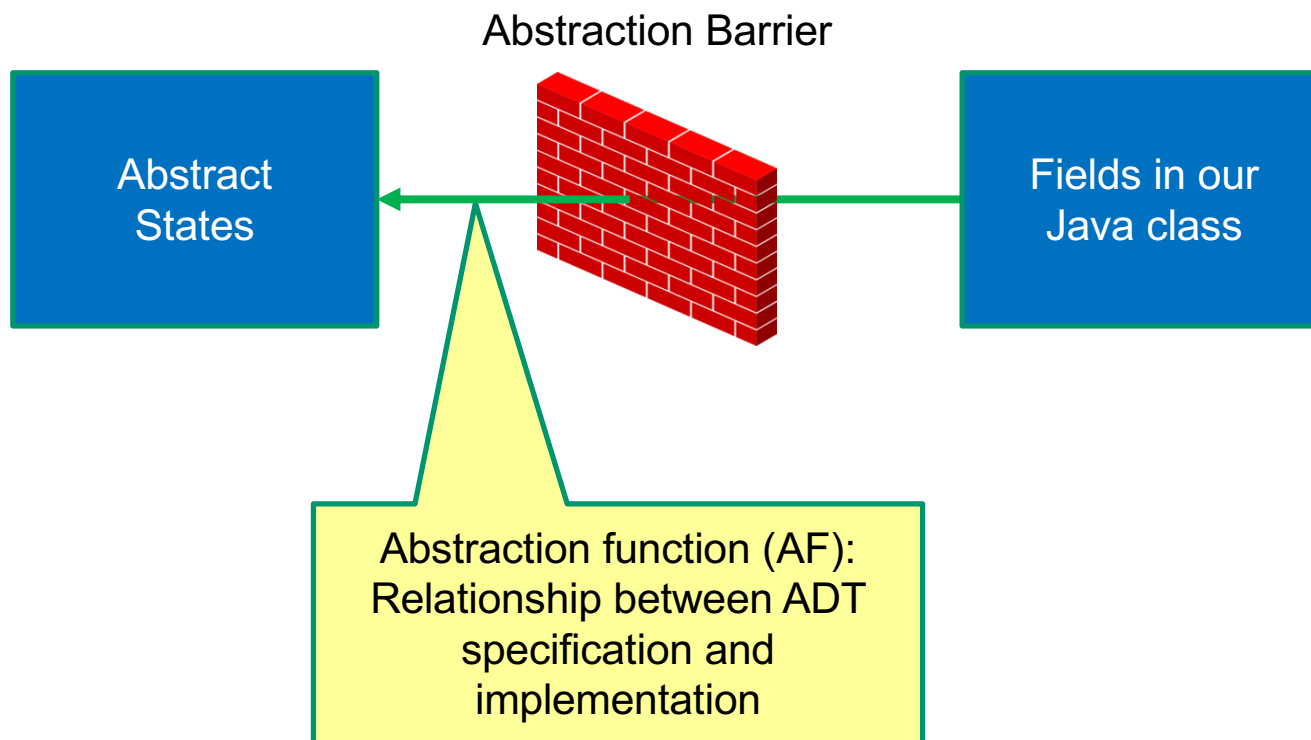 Abstraction Barrier
Abstract
States
Fields in our
Java class
Abstraction function (AF):
Relationship between ADT
specification and
implementation